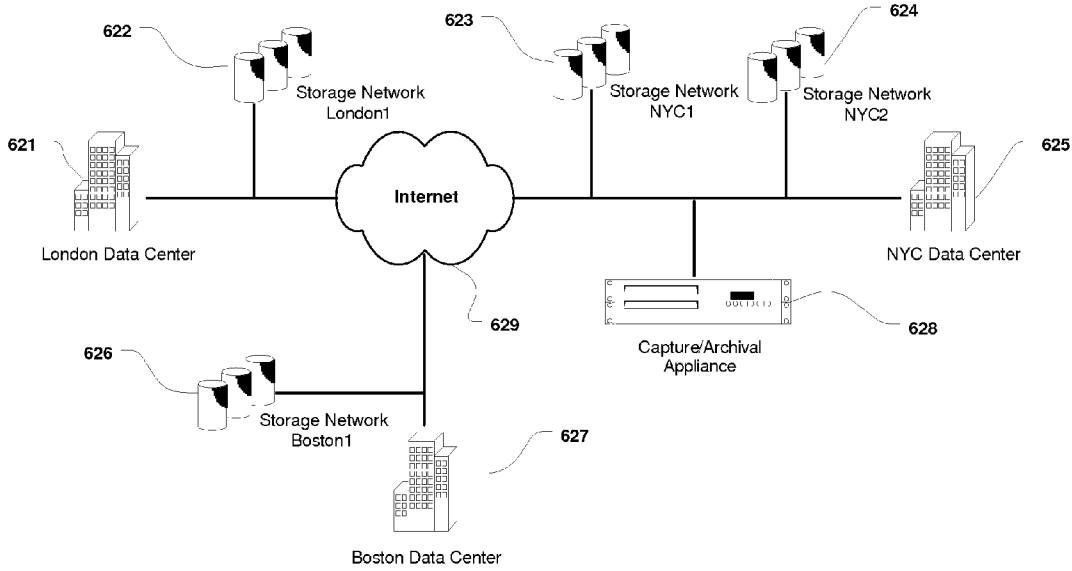 622
623
624
Storage Network
London1
Storage Network
NYC1
Storage Network
NYC2
621
625
Internet
London Data Center
NYC Data Center
629
628
Capture/Archival
Appliance
626
Storage Network
Boston1
627
Boston Data Center